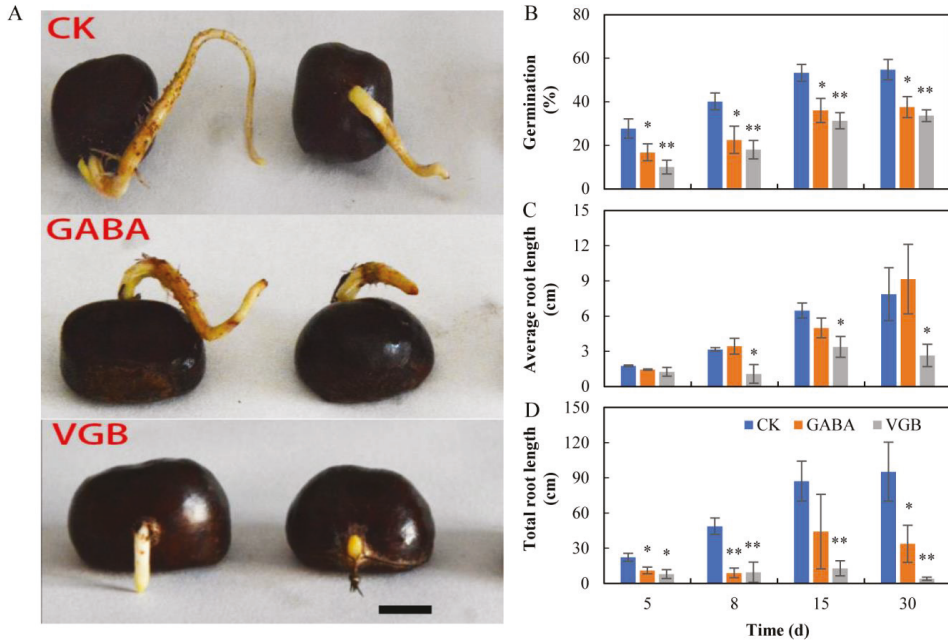 A
CK
GABA
VGB
B
Germination
(%)
80
60
40
20
0
*
**
*
**
*
**
*
**
C
Average root length
(cm)
15
12
9
6
3
0
*
*
*
D
Total root length
(cm)
150
120
90
60
30
0
CK GABA VGB
*
*
**
**
**
*
**
5 8 15 30
Time (d)